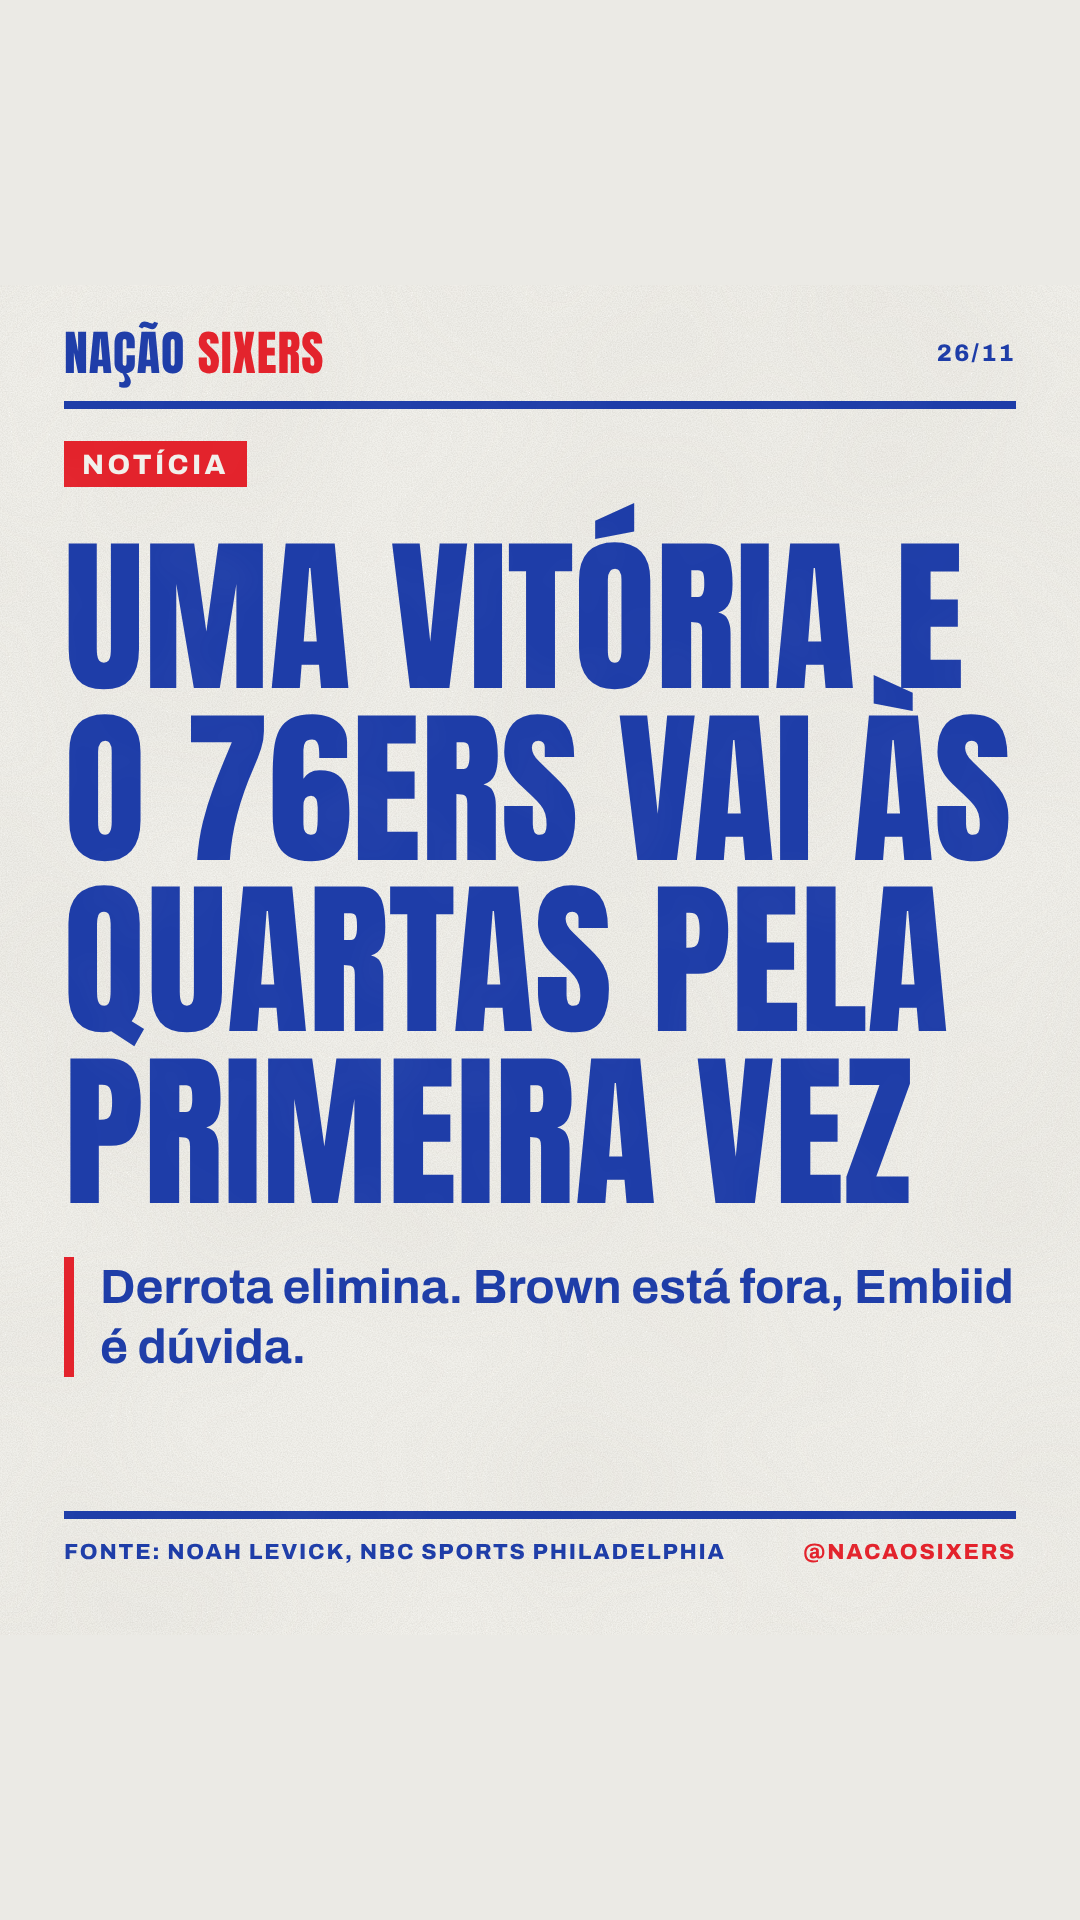 NAÇÃO SIXERS
26/11
NOTÍCIA
UMA VITÓRIA E
O 76ERS VAI ÀS
QUARTAS PELA
PRIMEIRA VEZ
Derrota elimina. Brown está fora, Embiid
é dúvida.
FONTE: NOAH LEVICK, NBC SPORTS PHILADELPHIA
@NACAOSIXERS